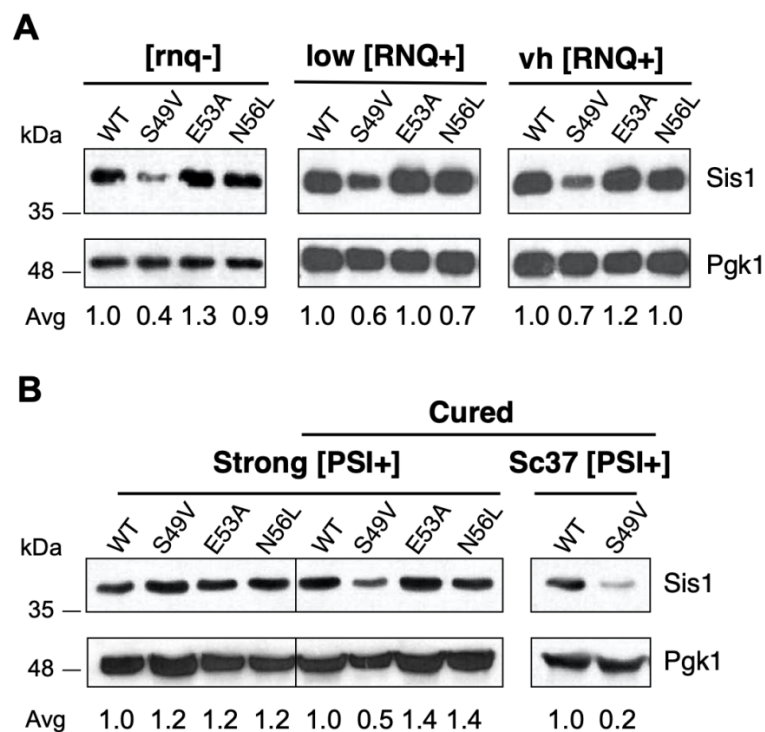 A
[rnq-] low [RNQ+] vh [RNQ+]
WT S49V E53A N56L WT S49V E53A N56L WT S49V E53A N56L
kDa
Sis1
35
Pgk1
48
Avg 1.0 0.4 1.3 0.9 1.0 0.6 1.0 0.7 1.0 0.7 1.2 1.0
B
Cured
Strong [PSI+] Sc37 [PSI+]
WT S49V E53A N56L WT S49V E53A N56L WT S49V
kDa
Sis1
35
Pgk1
48
Avg 1.0 1.2 1.2 1.2 1.0 0.5 1.4 1.4 1.0 0.2